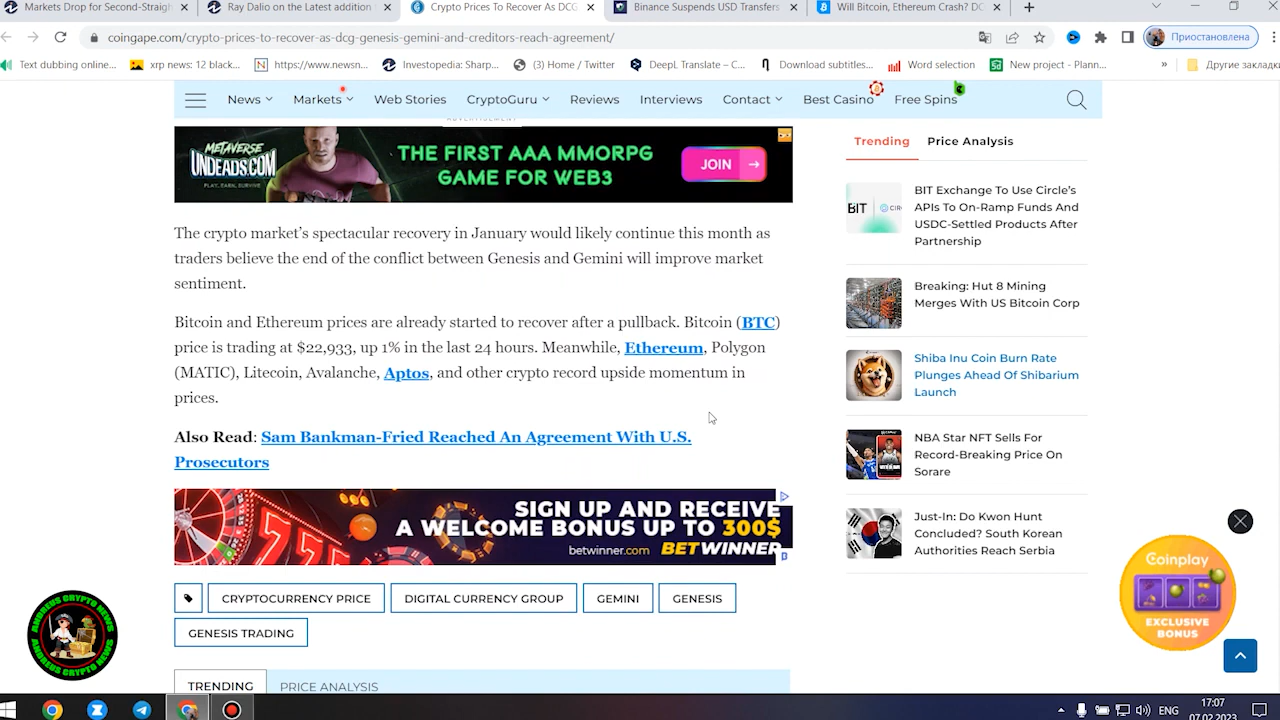 Markets Drop for Second-Straigh
Ray Dalio on the Latest addition
Crypto Prices To Recover As DCG
Binance Suspends USD Transfers
Will Bitcoin, Ethereum Crash? DC
coingape.com/crypto-prices-to-recover-as-dcg-genesis-gemini-and-creditors-reach-agreement/
Приостановлена
Text dubbing online...
xrp news: 12 black...
https://www.newsn...
Investopedia: Sharp...
(3) Home / Twitter
DeepL Translate – C...
Download subtitles...
Word selection
New project - Plann...
»
Другие закладки
News
Markets
Web Stories
CryptoGuru
Reviews
Interviews
Contact
Best Casino
Free Spins
ADVERTISEMENT
METAVERSE
UNDEADS.COM
PLAY. EARN. SURVIVE.
THE FIRST AAA MMORPG
GAME FOR WEB3
JOIN →
The crypto market's spectacular recovery in January would likely continue this month as
traders believe the end of the conflict between Genesis and Gemini will improve market
sentiment.
Bitcoin and Ethereum prices are already started to recover after a pullback. Bitcoin (BTC)
price is trading at $22,933, up 1% in the last 24 hours. Meanwhile, Ethereum, Polygon
(MATIC), Litecoin, Avalanche, Aptos, and other crypto record upside momentum in
prices.
Also Read: Sam Bankman-Fried Reached An Agreement With U.S.
Prosecutors
SIGN UP AND RECEIVE
A WELCOME BONUS UP TO 300$
betwinner.com BETWINNER
CRYPTOCURRENCY PRICE
DIGITAL CURRENCY GROUP
GEMINI
GENESIS
GENESIS TRADING
TRENDING
PRICE ANALYSIS
Trending
Price Analysis
BIT Exchange To Use Circle's
APIs To On-Ramp Funds And
USDC-Settled Products After
Partnership
Breaking: Hut 8 Mining
Merges With US Bitcoin Corp
Shiba Inu Coin Burn Rate
Plunges Ahead Of Shibarium
Launch
NBA Star NFT Sells For
Record-Breaking Price On
Sorare
Just-In: Do Kwon Hunt
Concluded? South Korean
Authorities Reach Serbia
Coinplay
EXCLUSIVE
BONUS
ANDREUS CRYPTO NEWS
ANDREUS CRYPTO NEWS
ENG
17:07
07.02.2023